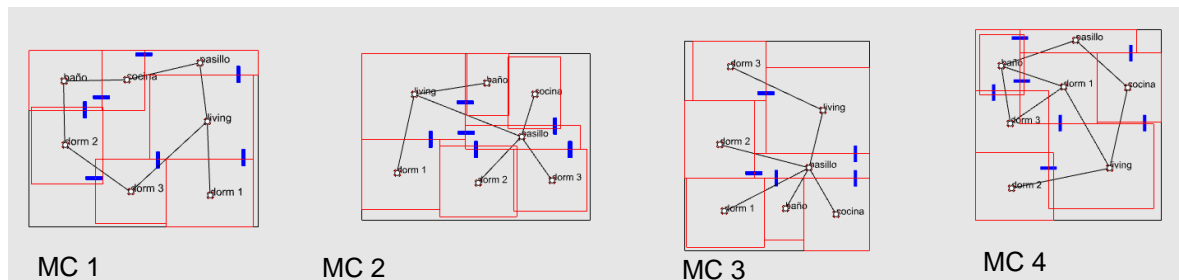 baño
cocina
pasillo
living
dorm 2
dorm 3
dorm 1
MC 1
living
baño
cocina
pasillo
dorm 1
dorm 2
dorm 3
MC 2
dorm 3
living
dorm 2
pasillo
dorm 1
baño
cocina
MC 3
pasillo
baño
dorm 1
cocina
dorm 3
living
dorm 2
MC 4